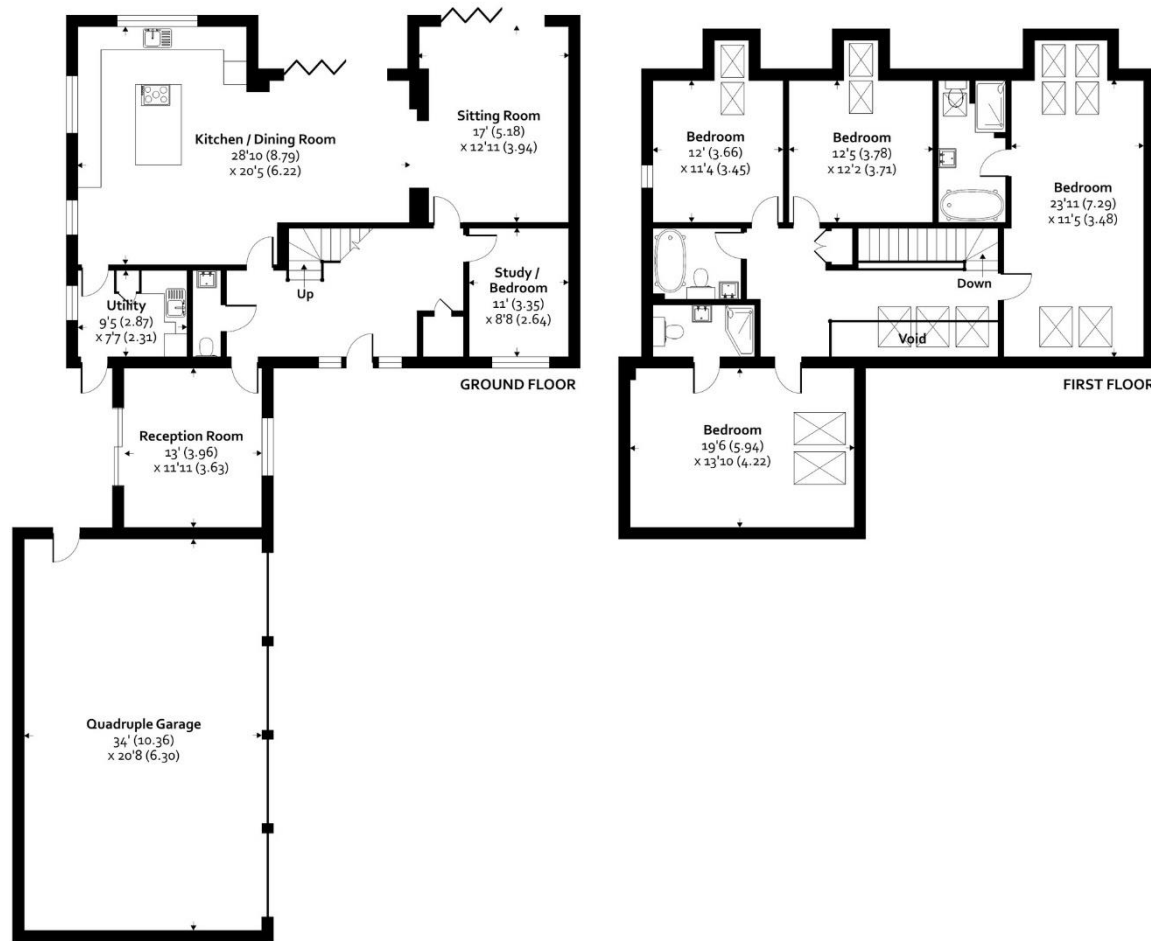 Kitchen / Dining Room
28'10 (8.79)
x 20'5 (6.22)
Sitting Room
17' (5.18)
x 12'11 (3.94)
Study /
Bedroom
11' (3.35)
x 8'8 (2.64)
Up
Utility
9'5 (2.87)
x 7'7 (2.31)
GROUND FLOOR
Reception Room
13' (3.96)
x 11'11 (3.63)
Quadruple Garage
34' (10.36)
x 20'8 (6.30)
Bedroom
12' (3.66)
x 11'4 (3.45)
Bedroom
12'5 (3.78)
x 12'2 (3.71)
Bedroom
23'11 (7.29)
x 11'5 (3.48)
Down
Void
FIRST FLOOR
Bedroom
19'6 (5.94)
x 13'10 (4.22)